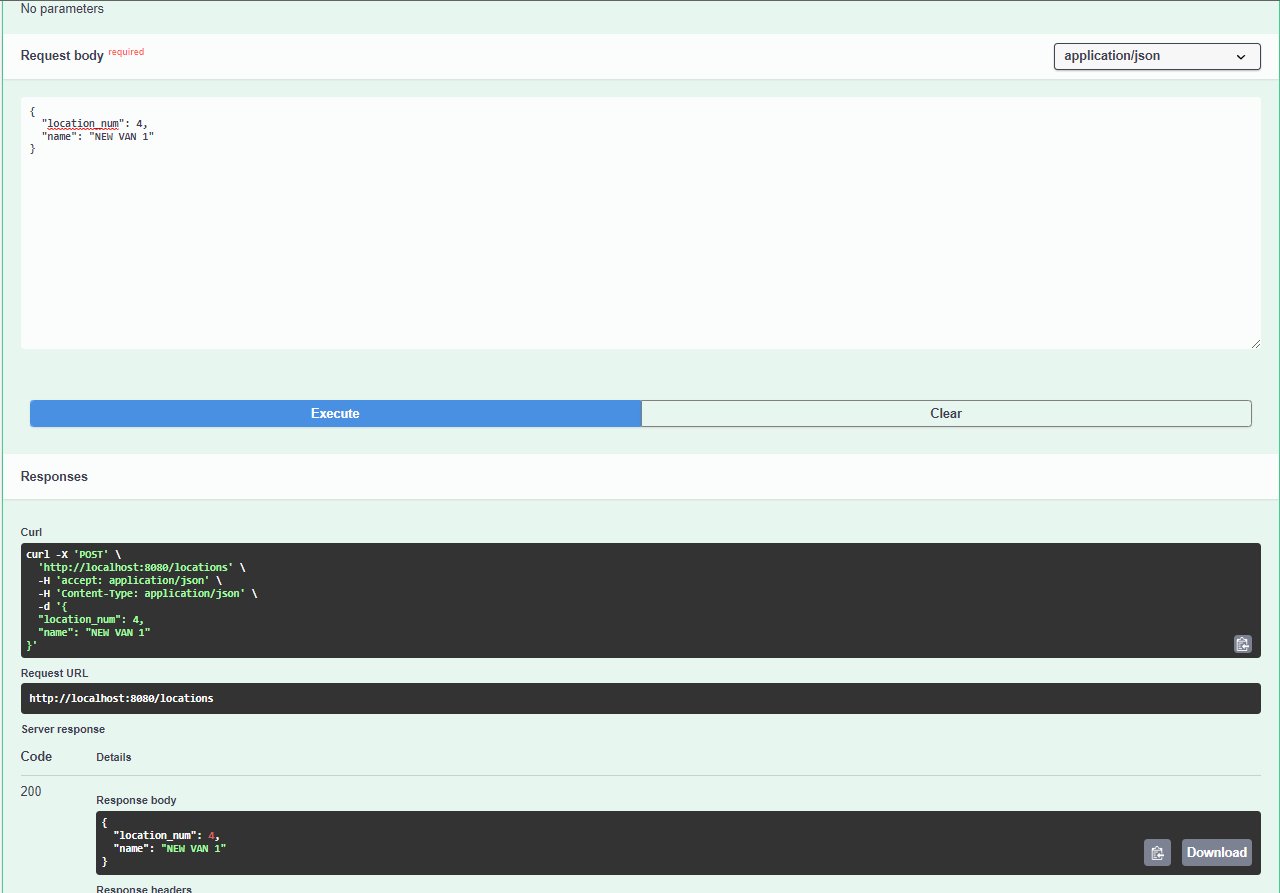 No parameters
Request body required
application/json
{
  "location_num": 4,
  "name": "NEW VAN 1"
}
Execute
Clear
Responses
Curl
curl -X 'POST' \
  'http://localhost:8080/locations' \
  -H 'accept: application/json' \
  -H 'Content-Type: application/json' \
  -d '{
  "location_num": 4,
  "name": "NEW VAN 1"
}'
Request URL
http://localhost:8080/locations
Server response
Code
Details
200
Response body
{
  "location_num": 4,
  "name": "NEW VAN 1"
}
Download
Response headers